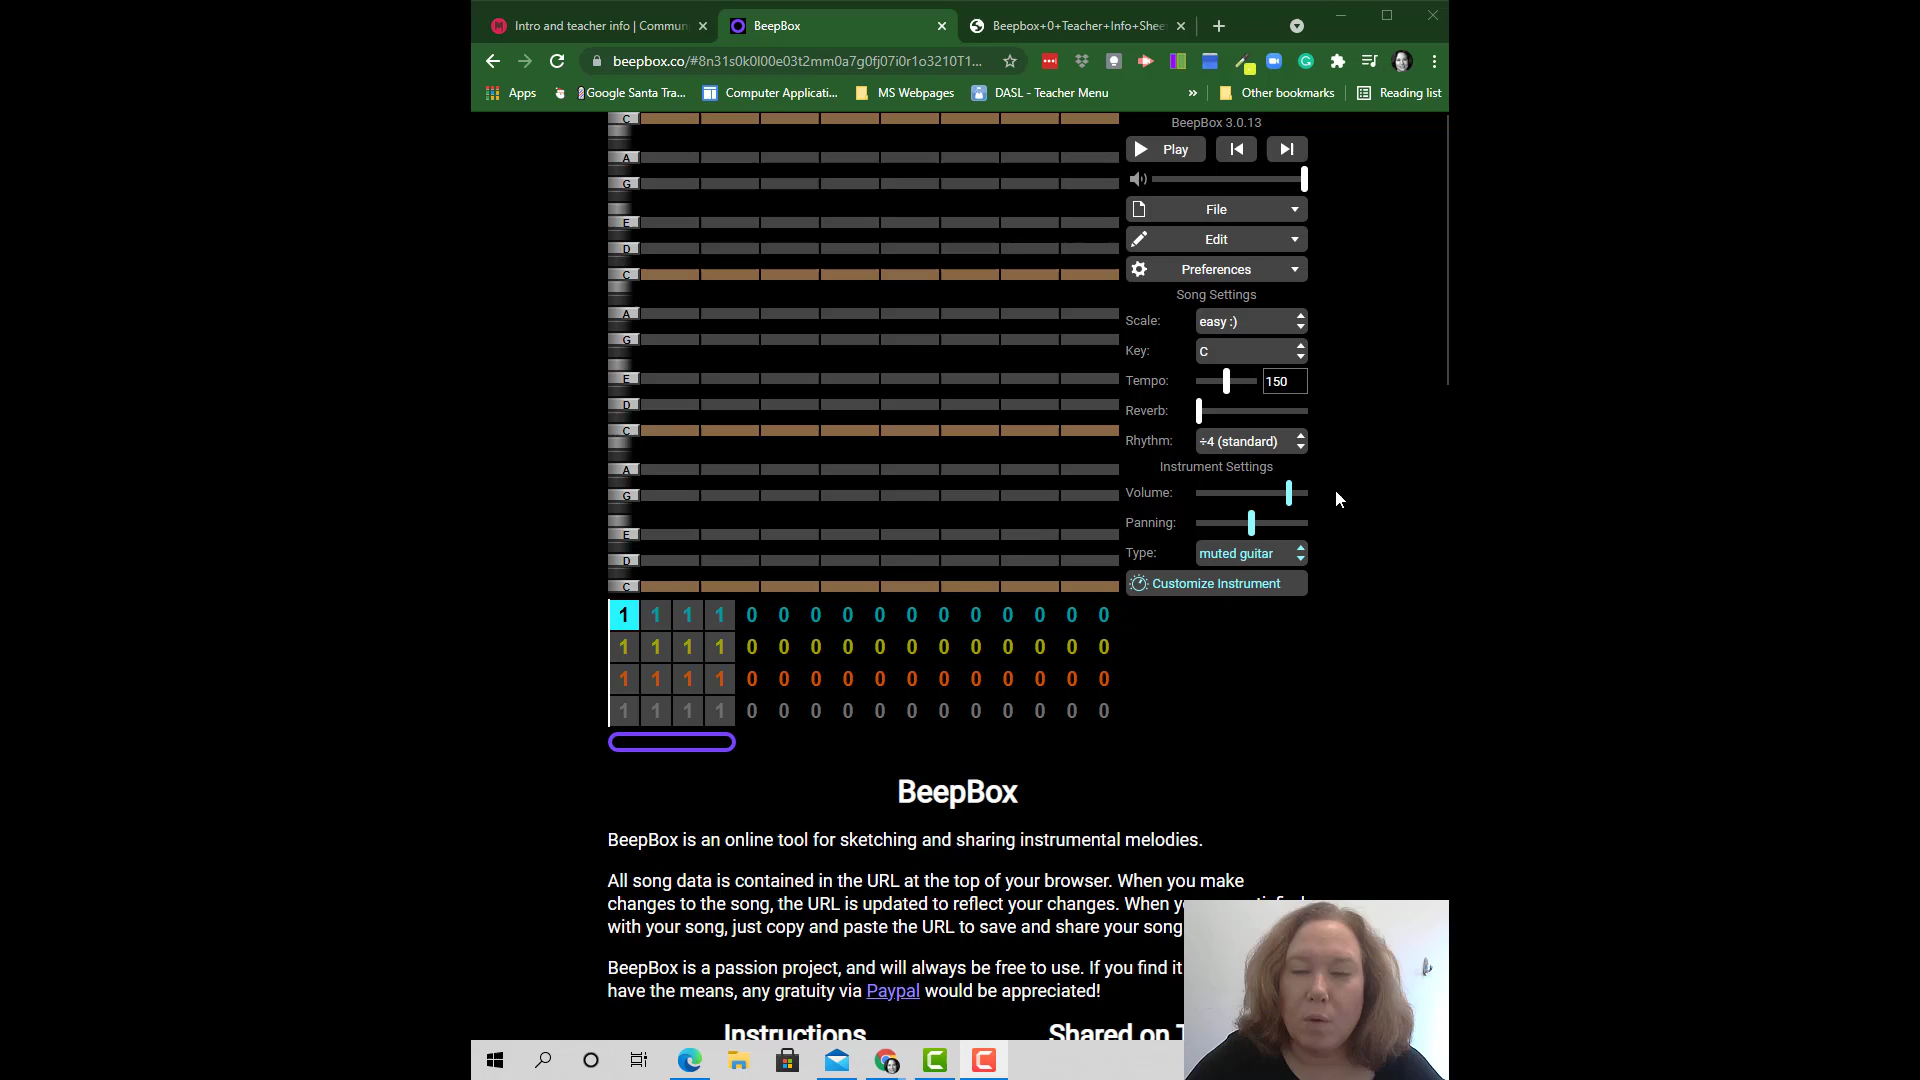 Intro and teacher info | Commun
BeepBox
Beepbox+0+Teacher+Info+Shee
beepbox.co/#8n31s0k0l00e03t2mm0a7g0fj07i0r1o3210T1...
Apps
Google Santa Tra...
Computer Applicati...
MS Webpages
DASL - Teacher Menu
»
Other bookmarks
Reading list
C
A
G
E
D
C
A
G
E
D
C
A
G
E
D
C
BeepBox 3.0.13
Play
File
Edit
Preferences
Song Settings
Scale: easy :)
Key: C
Tempo: 150
Reverb:
Rhythm: ÷4 (standard)
Instrument Settings
Volume:
Panning:
Type: muted guitar
Customize Instrument
1 1 1 1 0 0 0 0 0 0 0 0 0 0 0 0
1 1 1 1 0 0 0 0 0 0 0 0 0 0 0 0
1 1 1 1 0 0 0 0 0 0 0 0 0 0 0 0
1 1 1 1 0 0 0 0 0 0 0 0 0 0 0 0
BeepBox
BeepBox is an online tool for sketching and sharing instrumental melodies.
All song data is contained in the URL at the top of your browser. When you make
changes to the song, the URL is updated to reflect your changes. When
with your song, just copy and paste the URL to save and share your song
BeepBox is a passion project, and will always be free to use. If you find it
have the means, any gratuity via Paypal would be appreciated!
Instructions
Shared on T